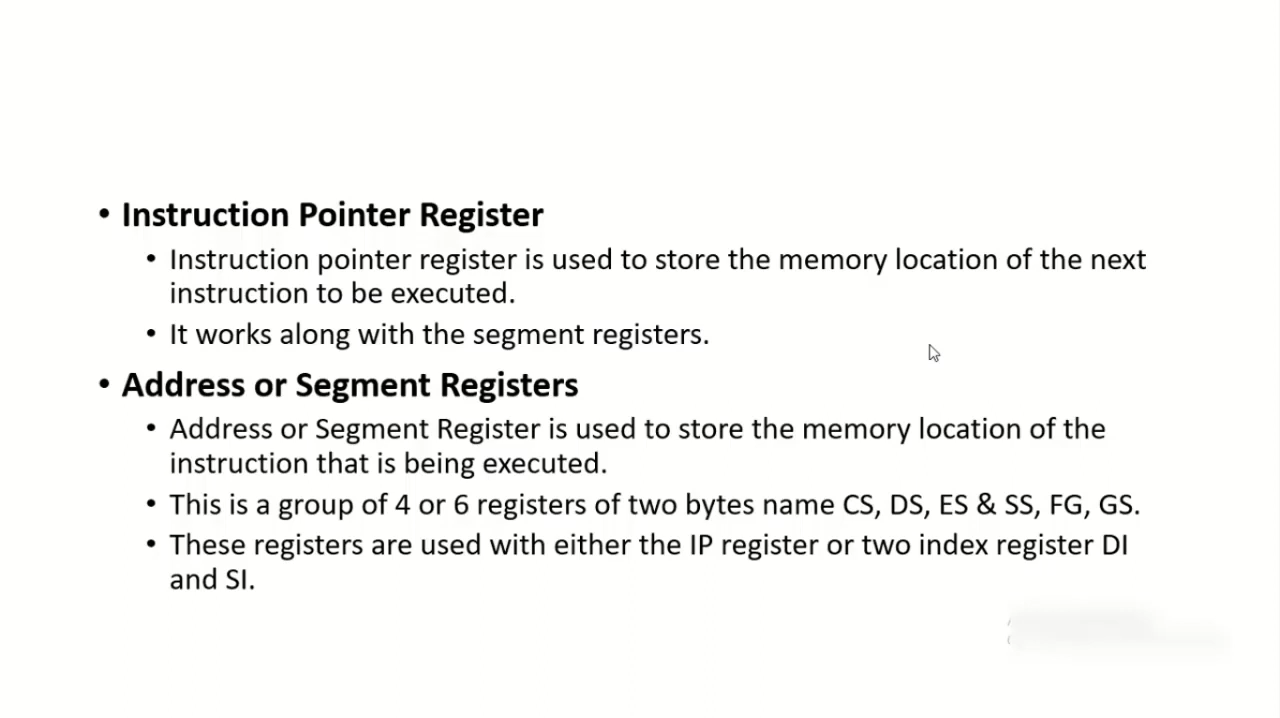 • Instruction Pointer Register
• Instruction pointer register is used to store the memory location of the next
instruction to be executed.
• It works along with the segment registers.
• Address or Segment Registers
• Address or Segment Register is used to store the memory location of the
instruction that is being executed.
• This is a group of 4 or 6 registers of two bytes name CS, DS, ES & SS, FG, GS.
• These registers are used with either the IP register or two index register DI
and SI.